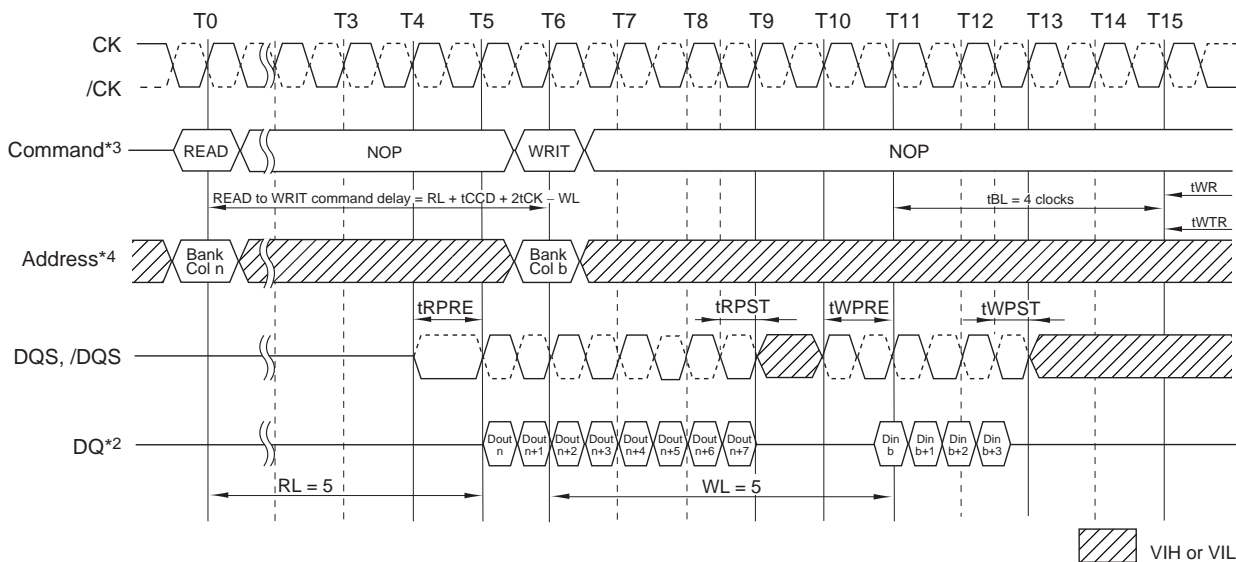 T0 T3 T4 T5 T6 T7 T8 T9 T10 T11 T12 T13 T14 T15
CK
/CK
Command*3 READ NOP WRIT NOP
READ to WRIT command delay = RL + tCCD + 2tCK – WL
tBL = 4 clocks
tWR
tWTR
Address*4
Bank
Col n
Bank
Col b
tRPRE tRPST tWPRE tWPST
DQS, /DQS
DQ*2
Dout
n
Dout
n+1
Dout
n+2
Dout
n+3
Dout
n+4
Dout
n+5
Dout
n+6
Dout
n+7
Din
b
Din
b+1
Din
b+2
Din
b+3
RL = 5 WL = 5
VIH or VIL